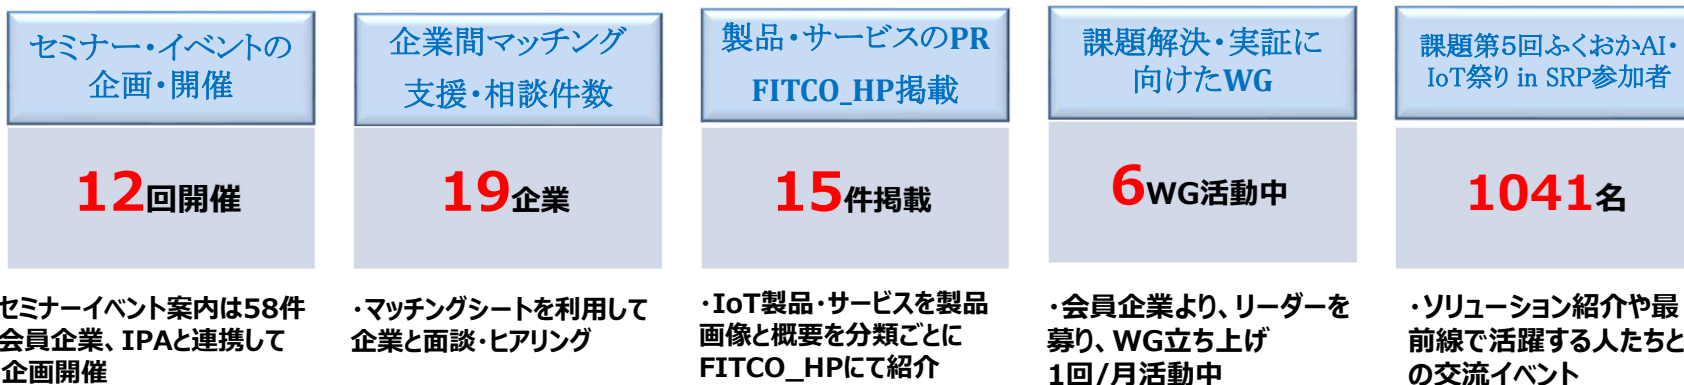 セミナー・イベントの
企画・開催
12回開催
セミナーイベント案内は58件
会員企業、IPAと連携して
企画開催
企業間マッチング
支援・相談件数
19企業
・マッチングシートを利用して
企業と面談・ヒアリング
製品・サービスのPR
FITCO_HP掲載
15件掲載
・IoT製品・サービスを製品
画像と概要を分類ごとに
FITCO_HPにて紹介
課題解決・実証に
向けたWG
6WG活動中
・会員企業より、リーダーを
募り、WG立ち上げ
1回/月活動中
課題第5回ふくおかAI・
IoT祭り in SRP参加者
1041名
・ソリューション紹介や最
前線で活躍する人たちと
の交流イベント